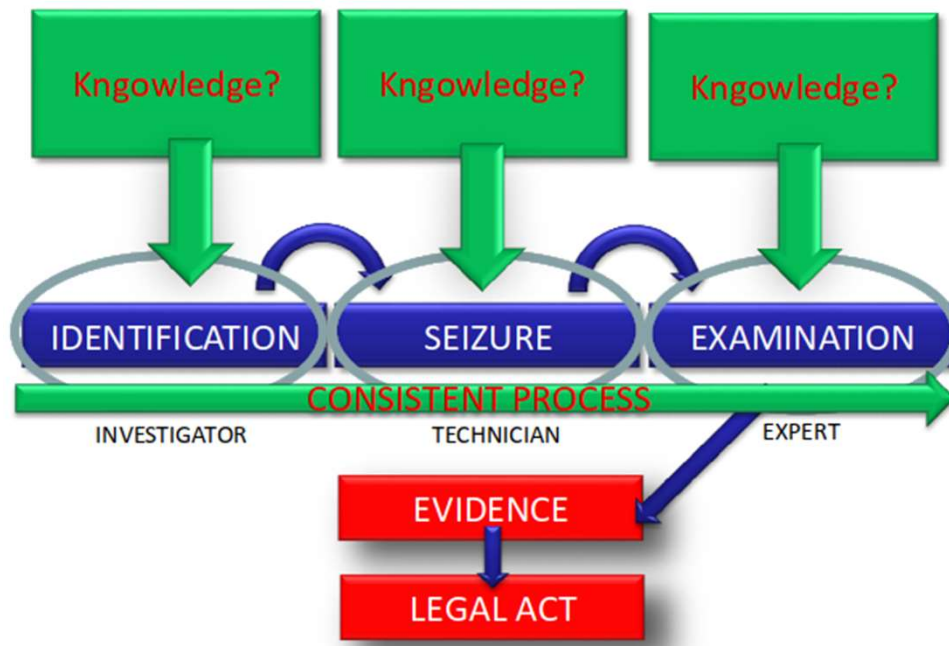 Kngowledge?
Kngowledge?
Kngowledge?
IDENTIFICATION
SEIZURE
EXAMINATION
CONSISTENT PROCESS
INVESTIGATOR
TECHNICIAN
EXPERT
EVIDENCE
LEGAL ACT